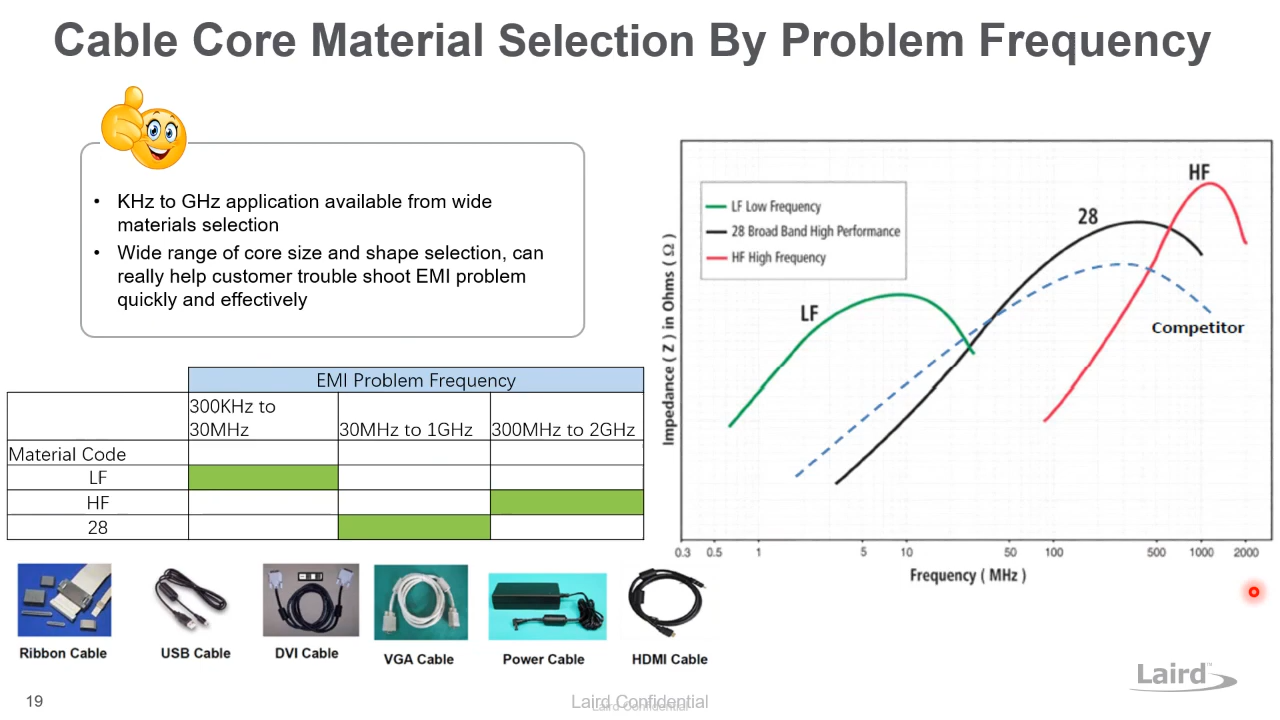 Cable Core Material Selection By Problem Frequency
• KHz to GHz application available from wide
materials selection
• Wide range of core size and shape selection, can
really help customer trouble shoot EMI problem
quickly and effectively
EMI Problem Frequency
300KHz to
30MHz
30MHz to 1GHz
300MHz to 2GHz
Material Code
LF
HF
28
Ribbon Cable
USB Cable
DVI Cable
VGA Cable
Power Cable
HDMI Cable
Impedance ( Z ) in Ohms ( Ω )
LF Low Frequency
28 Broad Band High Performance
HF High Frequency
LF
28
HF
Competitor
0.3 0.5 1 5 10 50 100 500 1000 2000
Frequency ( MHz )
19
Laird Confidential
Laird Confidential
Laird™